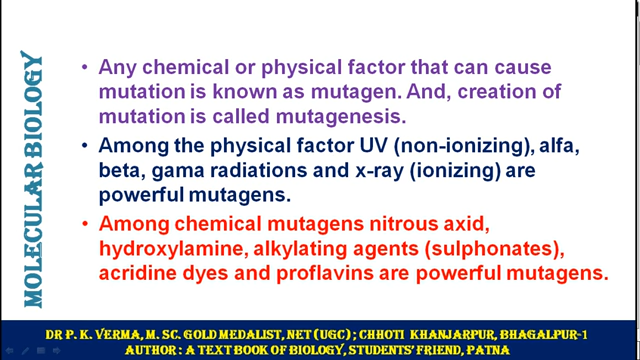 MOLECULAR BIOLOGY
• Any chemical or physical factor that can cause
mutation is known as mutagen. And, creation of
mutation is called mutagenesis.
• Among the physical factor UV (non-ionizing), alfa,
beta, gama radiations and x-ray (ionizing) are
powerful mutagens.
• Among chemical mutagens nitrous axid,
hydroxylamine, alkylating agents (sulphonates),
acridine dyes and proflavins are powerful mutagens.
DR P. K. VERMA, M. SC. GOLD MEDALIST, NET (UGC) ; CHHOTI KHANJARPUR, BHAGALPUR-1
AUTHOR : A TEXT BOOK OF BIOLOGY, STUDENTS' FRIEND, PATNA